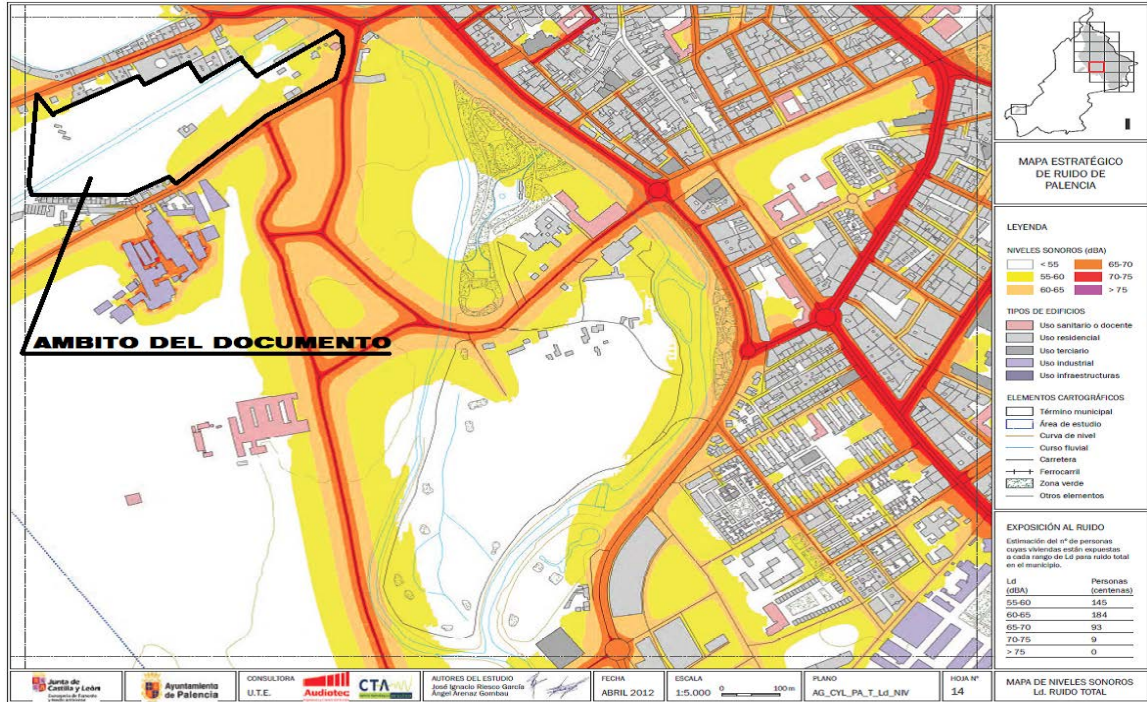 AMBITO DEL DOCUMENTO
MAPA ESTRATÉGICO
DE RUIDO DE
PALENCIA
LEYENDA
NIVELES SONOROS (dBA)
< 55
65-70
55-60
70-75
60-65
> 75
TIPOS DE EDIFICIOS
Uso sanitario o docente
Uso residencial
Uso terciario
Uso industrial
Uso infraestructuras
ELEMENTOS CARTOGRÁFICOS
Término municipal
Área de estudio
Curva de nivel
Curso fluvial
Carretera
Ferrocarril
Zona verde
Otros elementos
EXPOSICIÓN AL RUIDO
Estimación del nº de personas
cuyas viviendas están expuestas
a cada rango de Ld para ruido total
en el municipio.
Ld Personas
(dBA) (centenas)
55-60 145
60-65 184
65-70 93
70-75 9
> 75 0
Junta de
Castilla y León
Ayuntamiento
de Palencia
CONSULTORA
U.T.E.
Audiotec
CTA
AUTORES DEL ESTUDIO
José Ignacio Riesco García
Ángel Arenaz Gombau
FECHA
ABRIL 2012
ESCALA
1:5.000
0 100 m
PLANO
AG_CYL_PA_T_Ld_NIV
HOJA Nº
14
MAPA DE NIVELES SONOROS
Ld. RUIDO TOTAL